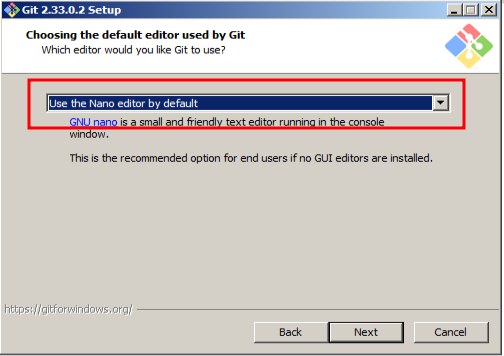 Git 2.33.0.2 Setup
Choosing the default editor used by Git
Which editor would you like Git to use?
Use the Nano editor by default
GNU nano is a small and friendly text editor running in the console
window.
This is the recommended option for end users if no GUI editors are installed.
https://gitforwindows.org/
Back Next Cancel